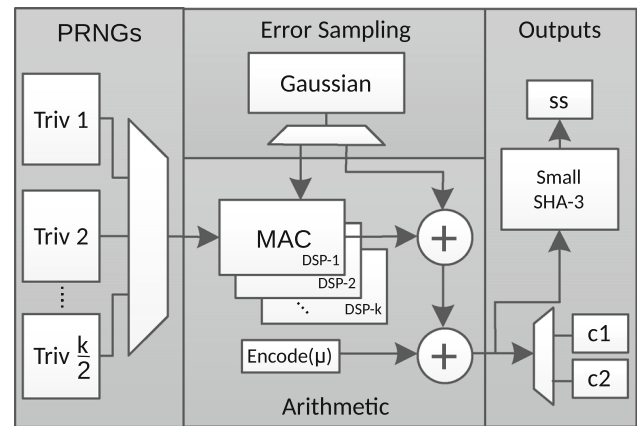 PRNGs
Triv 1
Triv 2
Triv k/2
Error Sampling
Gaussian
MAC
DSP-1
DSP-2
DSP-k
Encode(μ)
Arithmetic
Outputs
ss
Small
SHA-3
c1
c2